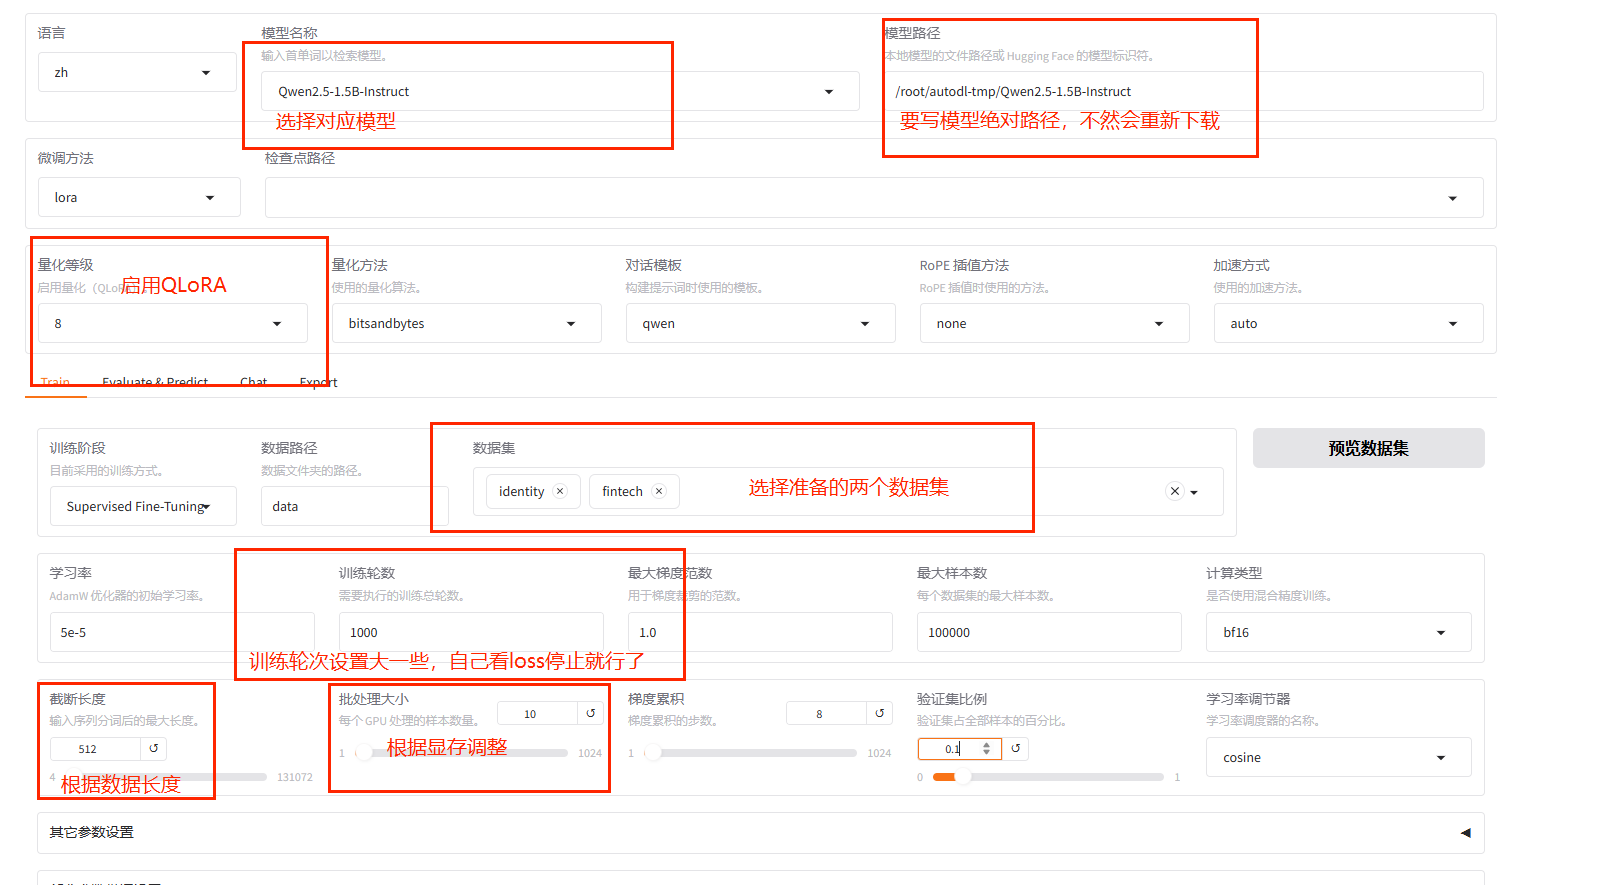 语言
模型名称
模型路径
输入首单词以检索模型。
本地模型的文件路径或 Hugging Face 的模型标识符。
zh
Qwen2.5-1.5B-Instruct
/root/autodl-tmp/Qwen2.5-1.5B-Instruct
选择对应模型
要写模型绝对路径，不然会重新下载
微调方法
检查点路径
lora
量化等级
量化方法
对话模板
RoPE 插值方法
加速方式
启用量化（QLoRA
启用QLoRA
使用的量化算法。
构建提示词时使用的模板。
RoPE 插值时使用的方法。
使用的加速方法。
8
bitsandbytes
qwen
none
auto
Train
Evaluate & Predict
Chat
Export
训练阶段
数据路径
数据集
预览数据集
目前采用的训练方式。
数据文件夹的路径。
Supervised Fine-Tuning
data
identity
fintech
选择准备的两个数据集
学习率
训练轮数
最大梯度范数
最大样本数
计算类型
AdamW 优化器的初始学习率。
需要执行的训练总轮数。
用于梯度裁剪的范数。
每个数据集的最大样本数。
是否使用混合精度训练。
5e-5
1000
1.0
100000
bf16
训练轮次设置大一些，自己看loss停止就行了
截断长度
批处理大小
梯度累积
验证集比例
学习率调节器
输入序列分词后的最大长度。
每个 GPU 处理的样本数量。
10
梯度累积的步数。
8
验证集占全部样本的百分比。
学习率调度器的名称。
512
1
1024
根据显存调整
1
1024
0.1
cosine
4
131072
根据数据长度
0
1
其它参数设置